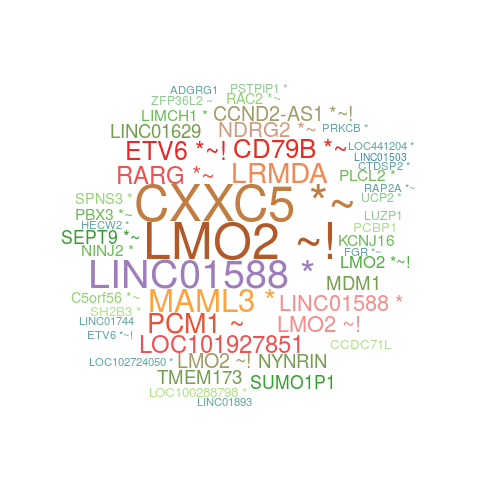 ADGRG1
PSTPIP1 *
ZFP36L2 ~
RAC2 *~
LIMCH1 *
CCND2-AS1 *~!
LINC01629
NDRG2 *~
PRKCB *
ETV6 *~!
CD79B *~
LOC441204 *
LINC01503
RARG *~
LRMDA
CTDSP2 *
PLCL2 *
SPNS3 *
CXXC5 *~
RAP2A *~
UCP2 *
PBX3 *~
LUZP1
HECW2 *
LMO2 ~!
PCBP1
SEPT9 *~
KCNJ16
NINJ2 *
FGR *~
LMO2 *~!
LINC01588 *
MDM1
C5orf56 *~
MAML3 *
LINC01588 *
SH2B3 *
LINC01744
PCM1 ~
LMO2 ~!
ETV6 *~!
LOC101927851
CCDC71L
LOC102724050 *
LMO2 ~!
NYNRIN
TMEM173
SUMO1P1
LOC100288798 *
LINC01893